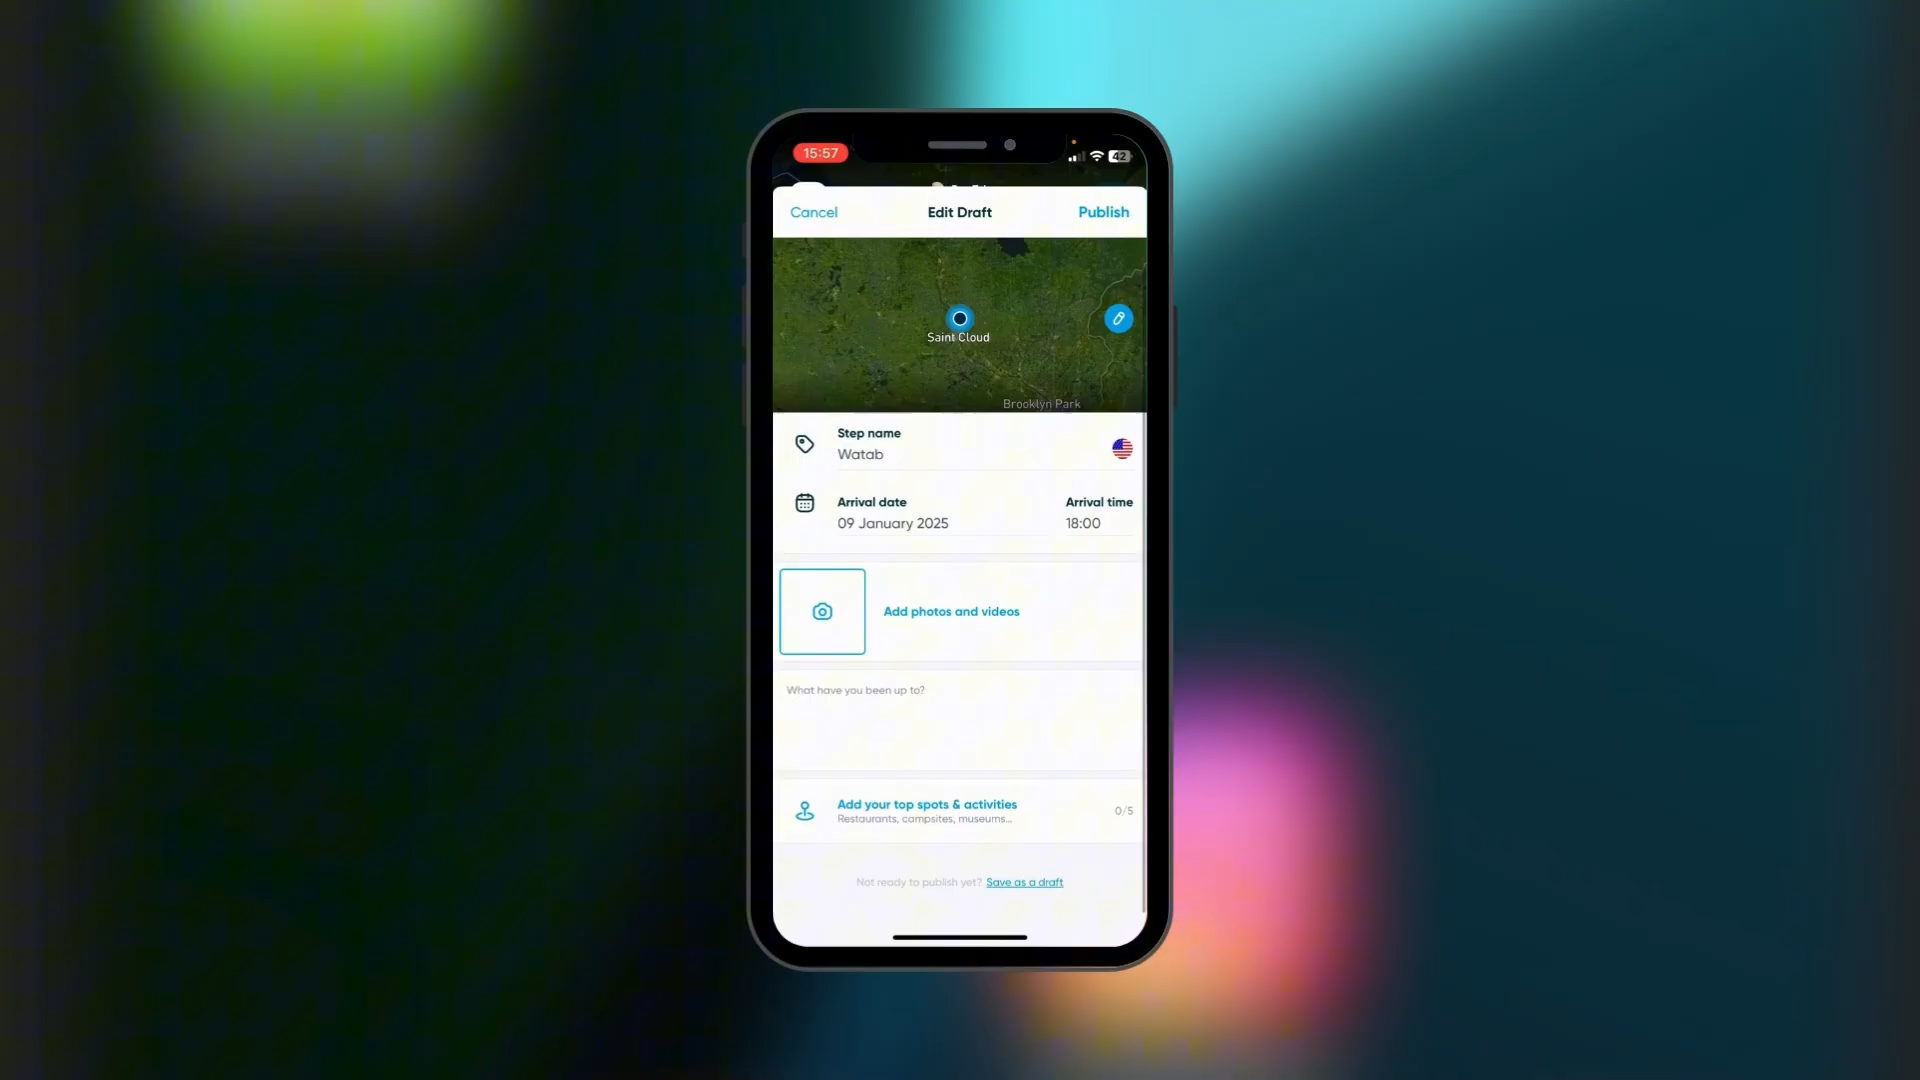 15:57
42
Cancel
Edit Draft
Publish
Saint Cloud
Brooklyn Park
Step name
Watab
Arrival date
Arrival time
09 January 2025
18:00
Add photos and videos
What have you been up to?
Add your top spots & activities
Restaurants, campsites, museums...
0/5
Not ready to publish yet? Save as a draft